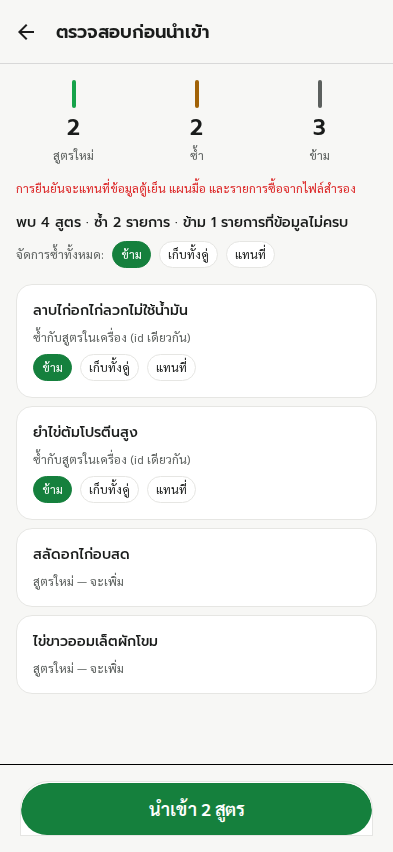 ตรวจสอบก่อนนำเข้า
2 2 3
สูตรใหม่ ซ้ำ ข้าม
การยืนยันจะแทนที่ข้อมูลตู้เย็น แผนมื้อ และรายการซื้อจากไฟล์สำรอง
พบ 4 สูตร · ซ้ำ 2 รายการ · ข้าม 1 รายการที่ข้อมูลไม่ครบ
จัดการซ้ำทั้งหมด: ข้าม เก็บทั้งคู่ แทนที่
ลาบไก่อกไก่ลวกไม่ใช้น้ำมัน
ซ้ำกับสูตรในเครื่อง (id เดียวกัน)
ข้าม เก็บทั้งคู่ แทนที่
ยำไข่ต้มโปรตีนสูง
ซ้ำกับสูตรในเครื่อง (id เดียวกัน)
ข้าม เก็บทั้งคู่ แทนที่
สลัดอกไก่อบสด
สูตรใหม่ — จะเพิ่ม
ไข่ขาวออมเล็ตผักโขม
สูตรใหม่ — จะเพิ่ม
นำเข้า 2 สูตร